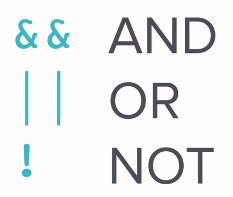 && AND
|| OR
! NOT